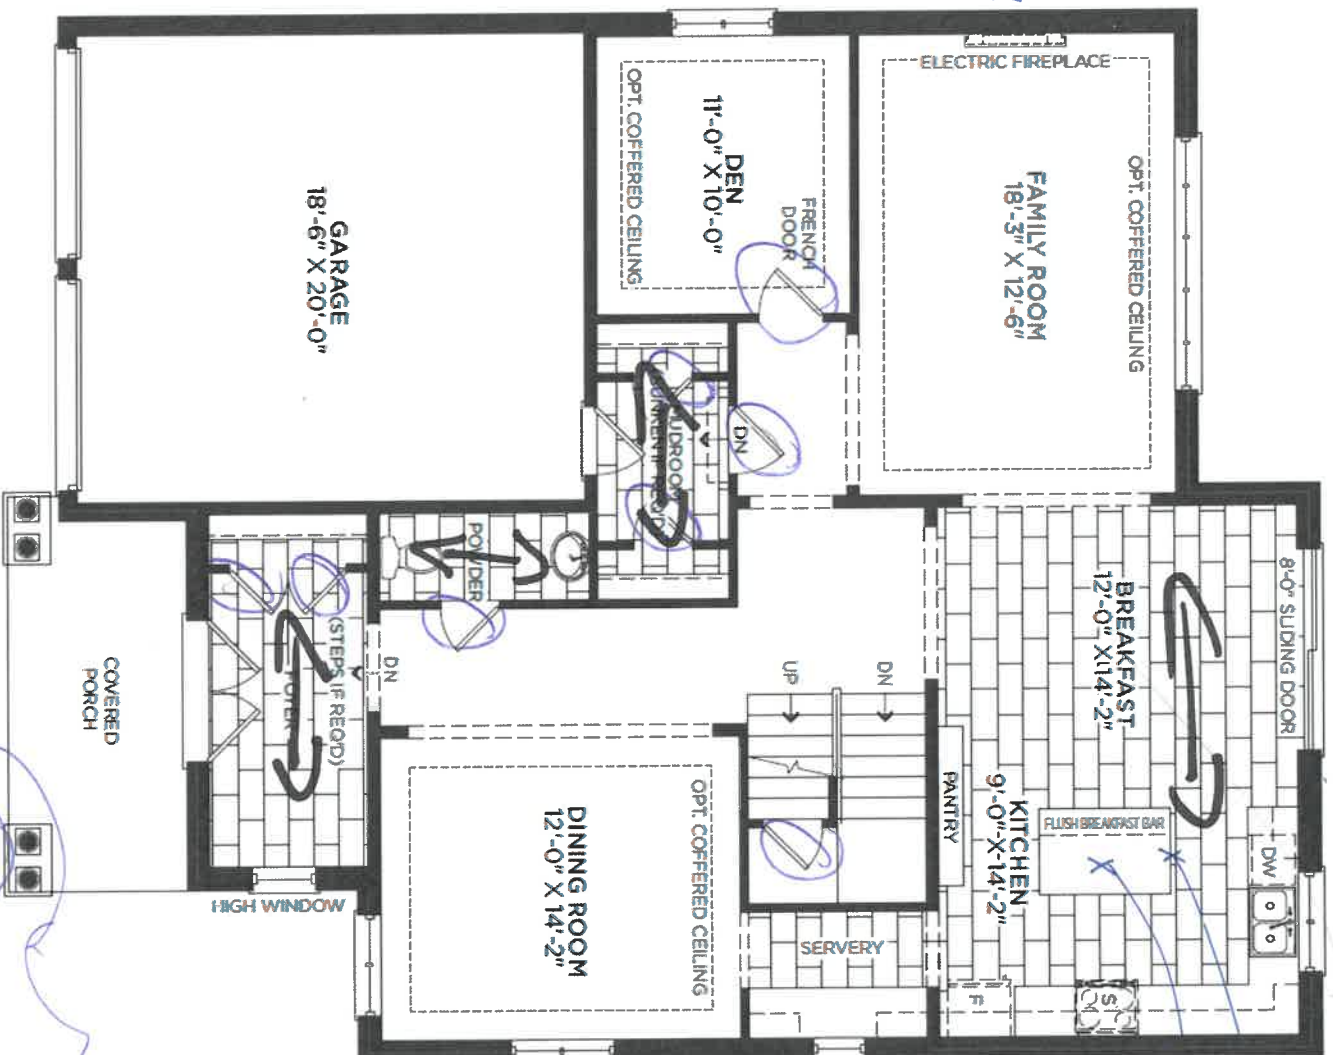 ELECTRIC FIREPLACE
OPT. COFFERED CEILING
FAMILY ROOM
18'-3" X 12'-6"
OPT. COFFERED CEILING
DEN
11'-0" X 10'-0"
FRENCH
DOOR
GARAGE
18'-6" X 20'-0"
DN
MUDROOM
POWDER
8'-0" SLIDING DOOR
BREAKFAST
12'-0" X 14'-2"
(STEPS IF REQ'D)
FOYER
DN
COVERED
PORCH
UP
DN
PANTRY
KITCHEN
9'-0" X 14'-2"
FLUSH BREAKFAST BAR
DW
HIGH WINDOW
OPT. COFFERED CEILING
DINING ROOM
12'-0" X 14'-2"
SERVERY
F
S